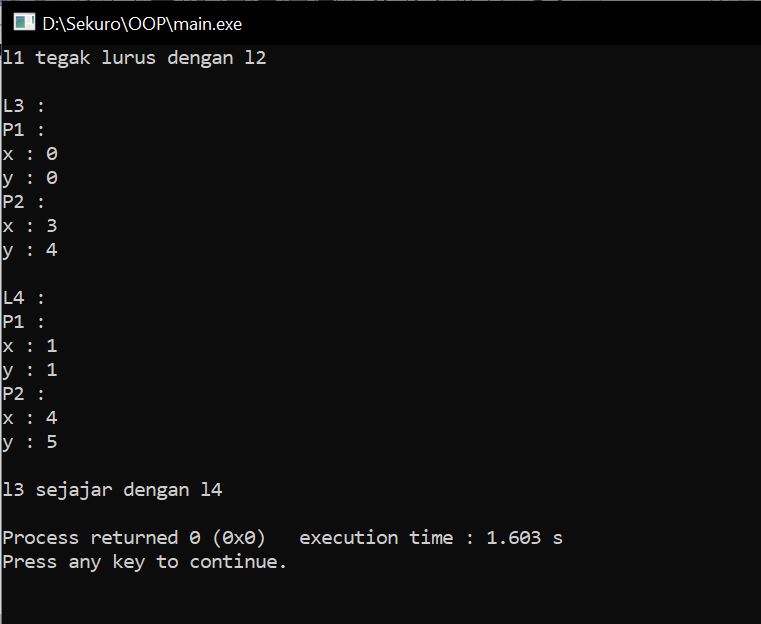 D:\Sekuro\OOP\main.exe
l1 tegak lurus dengan l2
L3 :
P1 :
x : 0
y : 0
P2 :
x : 3
y : 4
L4 :
P1 :
x : 1
y : 1
P2 :
x : 4
y : 5
l3 sejajar dengan l4
Process returned 0 (0x0)   execution time : 1.603 s
Press any key to continue.